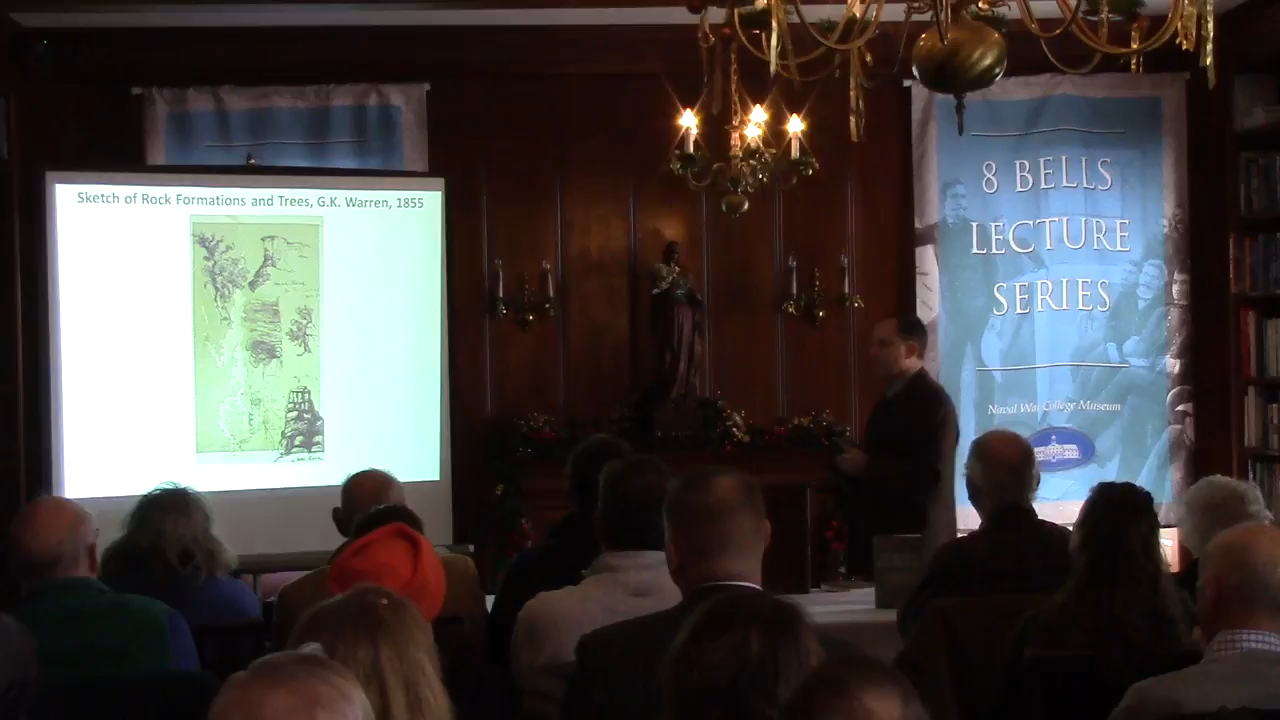 Sketch of Rock Formations and Trees, G.K. Warren, 1855
8 BELLS
LECTURE
SERIES
Naval War College Museum